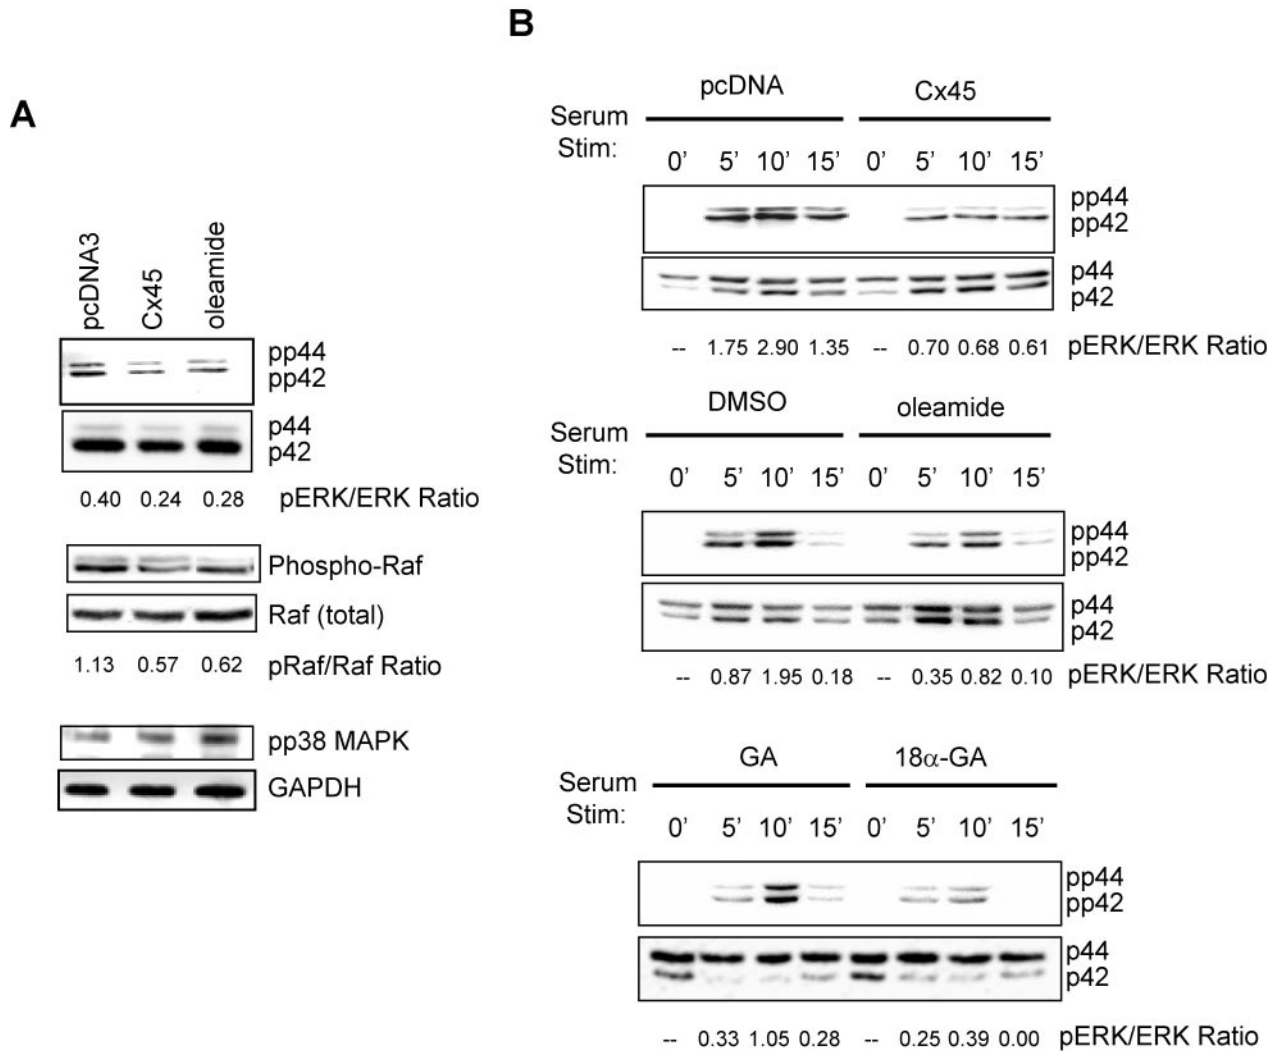 A
pcDNA3 Cx45 oleamide
pp44
pp42
p44
p42
0.40 0.24 0.28 pERK/ERK Ratio
Phospho-Raf
Raf (total)
1.13 0.57 0.62 pRaf/Raf Ratio
pp38 MAPK
GAPDH
B
pcDNA Cx45
Serum
Stim: 0’ 5’ 10’ 15’ 0’ 5’ 10’ 15’
pp44
pp42
p44
p42
-- 1.75 2.90 1.35 -- 0.70 0.68 0.61 pERK/ERK Ratio
DMSO oleamide
Serum
Stim: 0’ 5’ 10’ 15’ 0’ 5’ 10’ 15’
pp44
pp42
p44
p42
-- 0.87 1.95 0.18 -- 0.35 0.82 0.10 pERK/ERK Ratio
GA 18α-GA
Serum
Stim: 0’ 5’ 10’ 15’ 0’ 5’ 10’ 15’
pp44
pp42
p44
p42
-- 0.33 1.05 0.28 -- 0.25 0.39 0.00 pERK/ERK Ratio